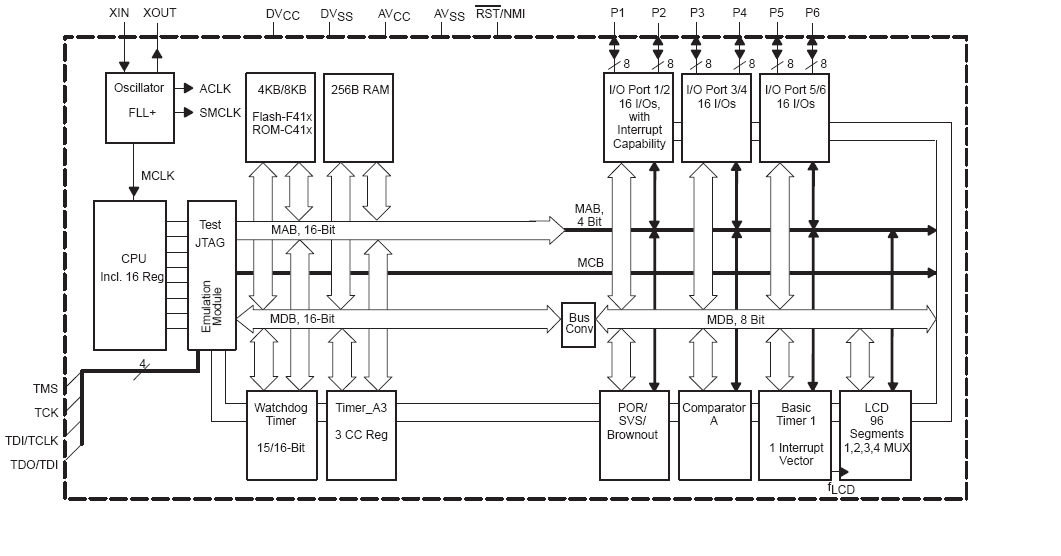 XIN XOUT DVCC DVSS AVCC AVSS RST/NMI P1 P2 P3 P4 P5 P6
8 8 8 8 8 8
Oscillator
FLL+
ACLK
SMCLK
4KB/8KB
Flash-F41x
ROM-C41x
256B RAM
I/O Port 1/2
16 I/Os,
with
Interrupt
Capability
I/O Port 3/4
16 I/Os
I/O Port 5/6
16 I/Os
MCLK
CPU
Incl. 16 Reg
Test
JTAG
Emulation
Module
MAB, 16-Bit
MAB,
4 Bit
MCB
MDB, 16-Bit
Bus
Conv
MDB, 8 Bit
4
TMS
TCK
TDI/TCLK
TDO/TDI
Watchdog
Timer
15/16-Bit
Timer_A3
3 CC Reg
POR/
SVS/
Brownout
Comparator
A
Basic
Timer 1
1 Interrupt
Vector
LCD
96
Segments
1,2,3,4 MUX
fLCD